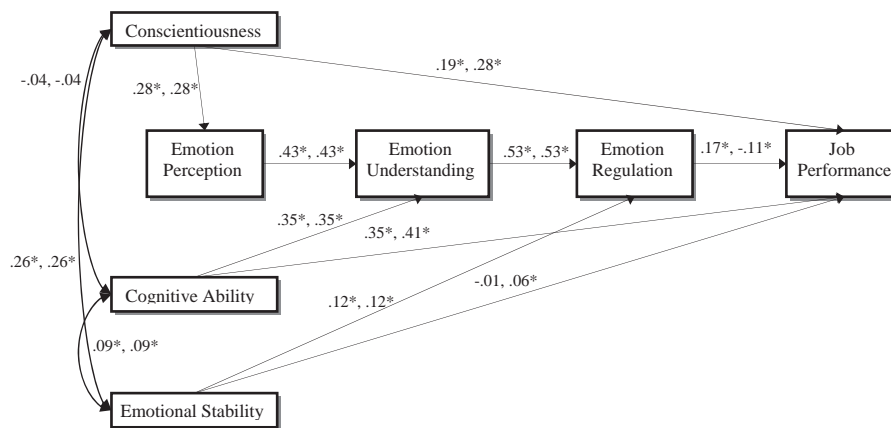 Conscientiousness
-.04, -.04
.19*, .28*
.28*, .28*
Emotion
Perception
.43*, .43*
Emotion
Understanding
.53*, .53*
Emotion
Regulation
.17*, -.11*
Job
Performance
.35*, .35*
.35*, .41*
.26*, .26*
Cognitive Ability
-.01, .06*
.12*, .12*
.09*, .09*
Emotional Stability